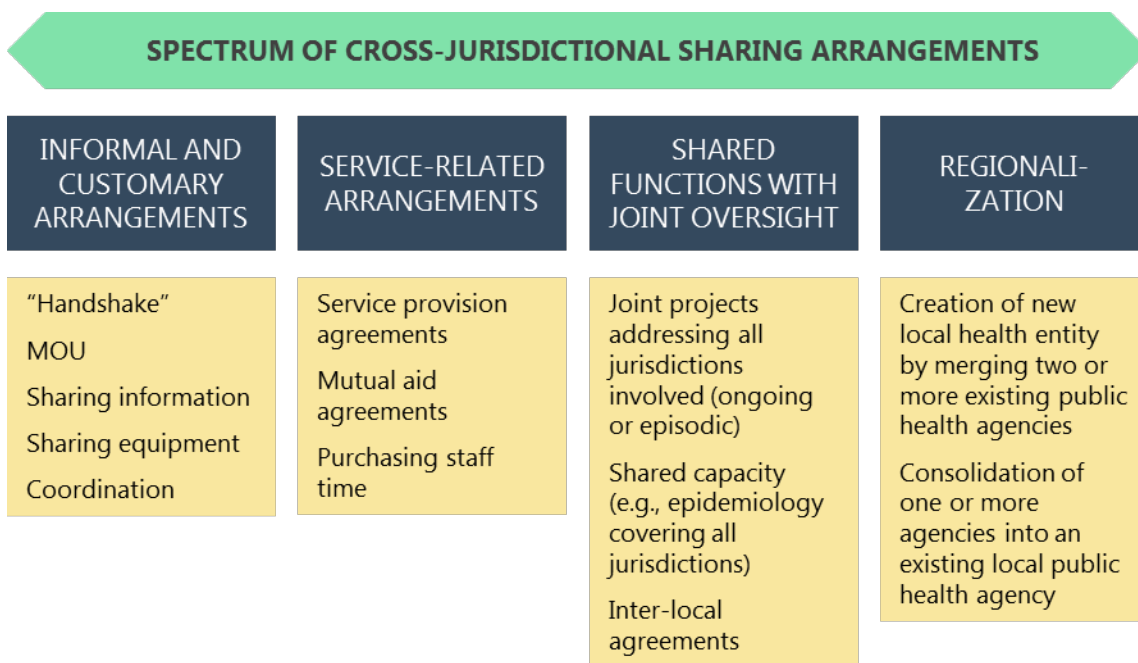 SPECTRUM OF CROSS-JURISDICTIONAL SHARING ARRANGEMENTS
INFORMAL AND
CUSTOMARY
ARRANGEMENTS
"Handshake"
MOU
Sharing information
Sharing equipment
Coordination
SERVICE-RELATED
ARRANGEMENTS
Service provision
agreements
Mutual aid
agreements
Purchasing staff
time
SHARED
FUNCTIONS WITH
JOINT OVERSIGHT
Joint projects
addressing all
jurisdictions
involved (ongoing
or episodic)
Shared capacity
(e.g., epidemiology
covering all
jurisdictions)
Inter-local
agreements
REGIONALI-
ZATION
Creation of new
local health entity
by merging two or
more existing public
health agencies
Consolidation of
one or more
agencies into an
existing local public
health agency